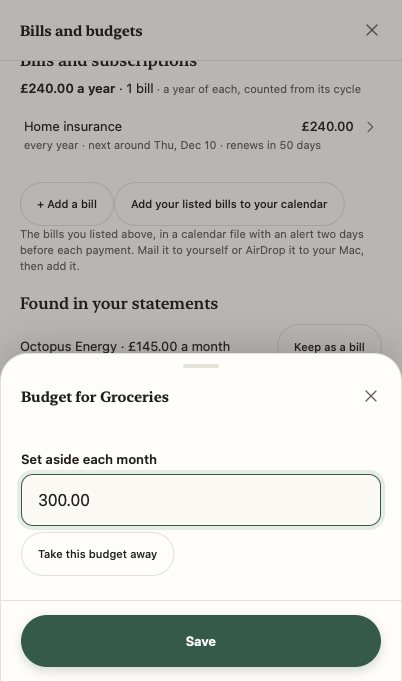 Bills and budgets
Bills and subscriptions
£240.00 a year · 1 bill · a year of each, counted from its cycle
Home insurance £240.00
every year · next around Thu, Dec 10 · renews in 50 days
+ Add a bill Add your listed bills to your calendar
The bills you listed above, in a calendar file with an alert two days
before each payment. Mail it to yourself or AirDrop it to your Mac,
then add it.
Found in your statements
Octopus Energy · £145.00 a month Keep as a bill
Budget for Groceries
Set aside each month
300.00
Take this budget away
Save